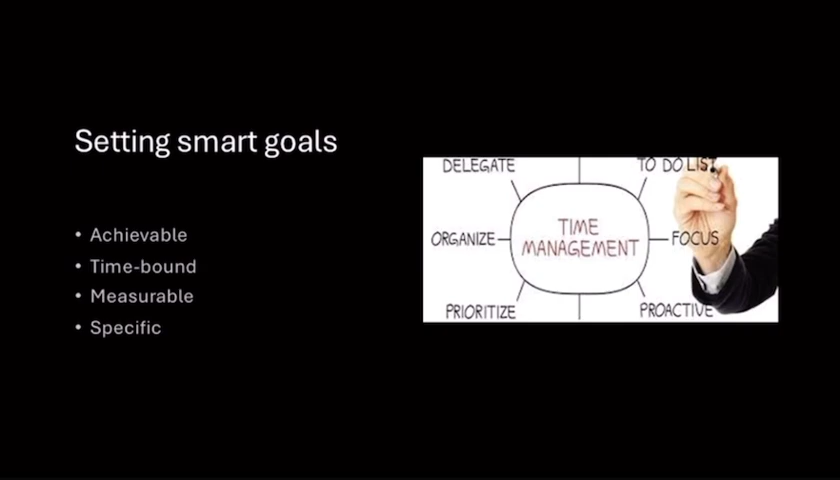 Setting smart goals
• Achievable
• Time-bound
• Measurable
• Specific
DELEGATE
TO DO LIST
ORGANIZE
TIME
MANAGEMENT
FOCUS
PRIORITIZE
PROACTIVE